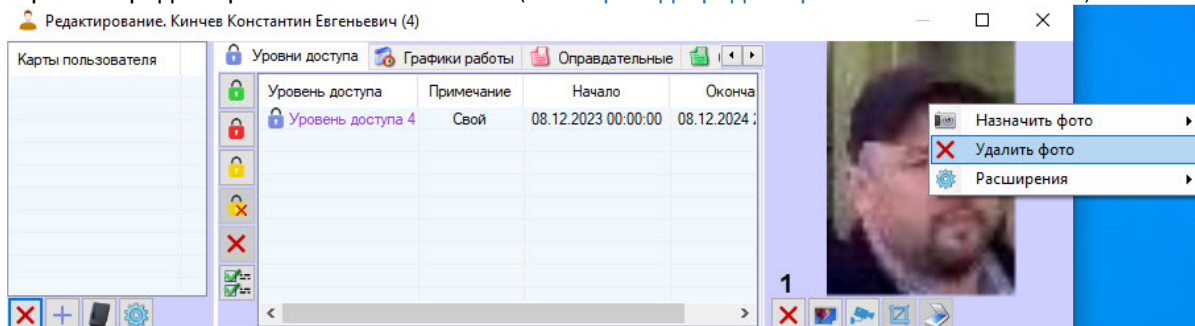 Редактирование. Кинчев Константин Евгеньевич (4)
Карты пользователя
Уровни доступа
Графики работы
Оправдательные
Уровень доступа
Примечание
Начало
Оконча
Уровень доступа 4
Свой
08.12.2023 00:00:00
08.12.2024
Назначить фото
Удалить фото
Расширения
1